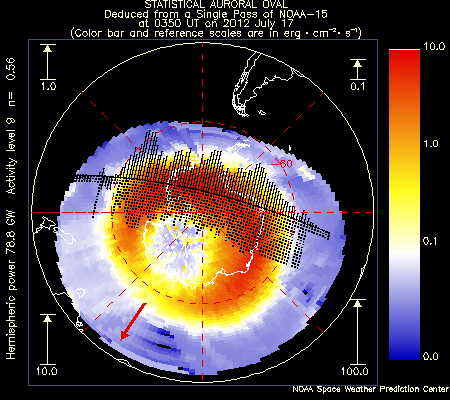 STATISTICAL AURORAL OVAL
Deduced from a Single Pass of NOAA-15
at 0350 UT on 2012 July 17
(Color bar and reference scales are in erg·cm⁻²·s⁻¹)
Hemispheric power 78.8 GW Activity level 9 n= 0.56
1.0
0.1
-60
10.0
100.0
10.0
1.0
0.1
0.0
NOAA Space Weather Prediction Center